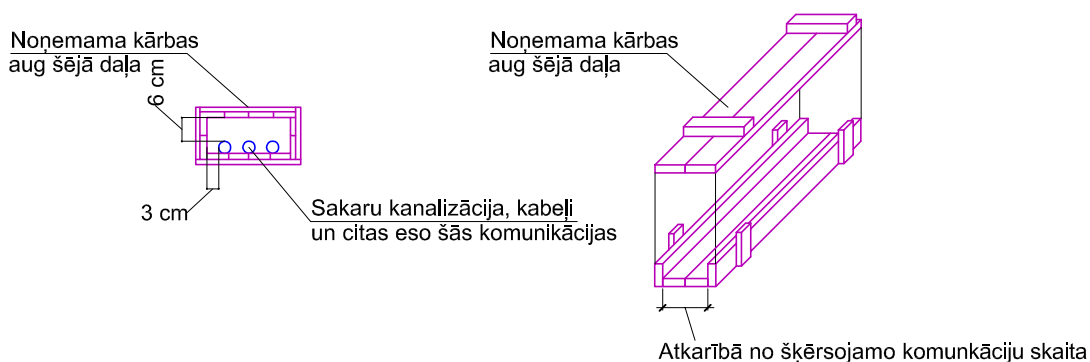 Noņemama kārbas
aug šējā daļa
6 cm
3 cm
Sakaru kanalizācija, kabeļi
un citas eso šās komunikācijas
Noņemama kārbas
aug šējā daļa
Atkarībā no šķērsojamo komunkāciju skaita